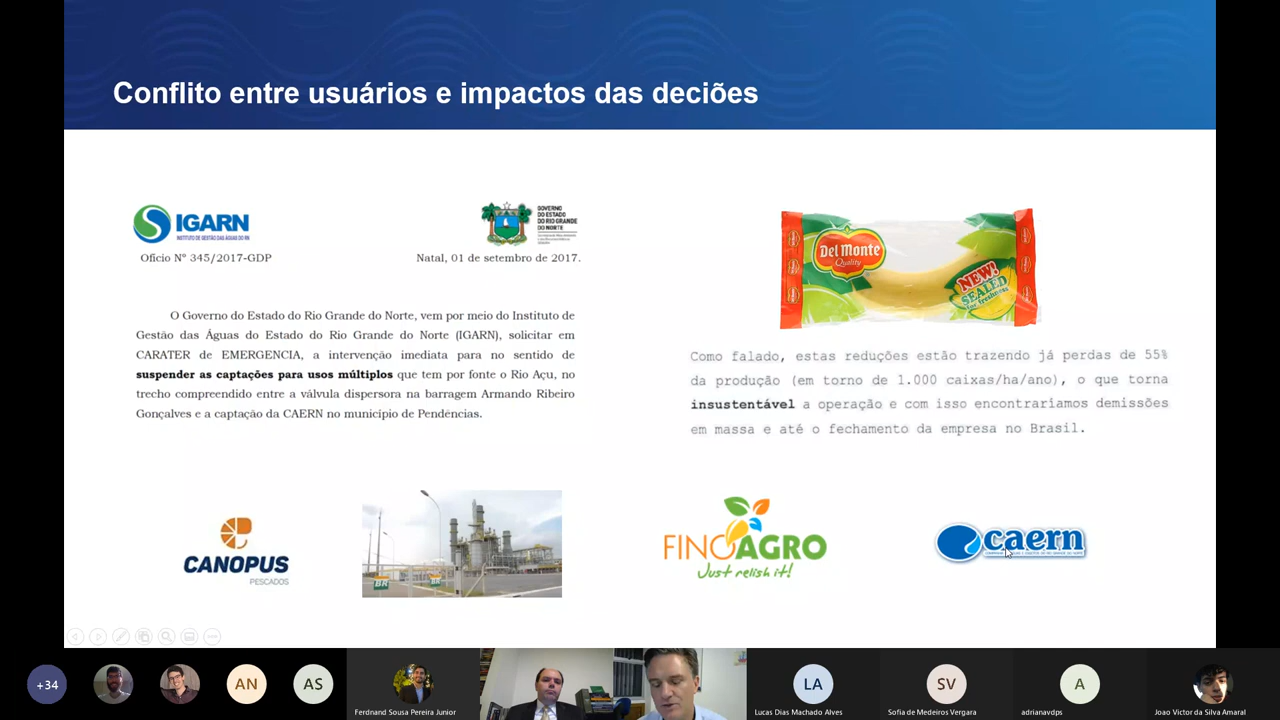 Conflito entre usuários e impactos das deciões
IGARN
INSTITUTO DE GESTÃO DAS ÁGUAS DO RN
GOVERNO
DO ESTADO
DO RIO GRANDE
DO NORTE
Ofício Nº 345/2017-GDP
Natal, 01 de setembro de 2017.
O Governo do Estado do Rio Grande do Norte, vem por meio do Instituto de
Gestão das Águas do Estado do Rio Grande do Norte (IGARN), solicitar em
CARATER de EMERGENCIA, a intervenção imediata para no sentido de
suspender as captações para usos múltiplos que tem por fonte o Rio Açu, no
trecho compreendido entre a válvula dispersora na barragem Armando Ribeiro
Gonçalves e a captação da CAERN no município de Pendências.
Del Monte
Quality
NEW!
SEALED
for freshness
Como falado, estas reduções estão trazendo já perdas de 55%
da produção (em torno de 1.000 caixas/ha/ano), o que torna
insustentável a operação e com isso encontraríamos demissões
em massa e até o fechamento da empresa no Brasil.
CANOPUS
PESCADOS
BR
BR
FINOAGRO
Just relish it!
caern
+34
AN
AS
Ferdnand Sousa Pereira Junior
LA
Lucas Dias Machado Alves
SV
Sofia de Medeiros Vergara
A
adrianavdps
Joao Victor da Silva Amaral